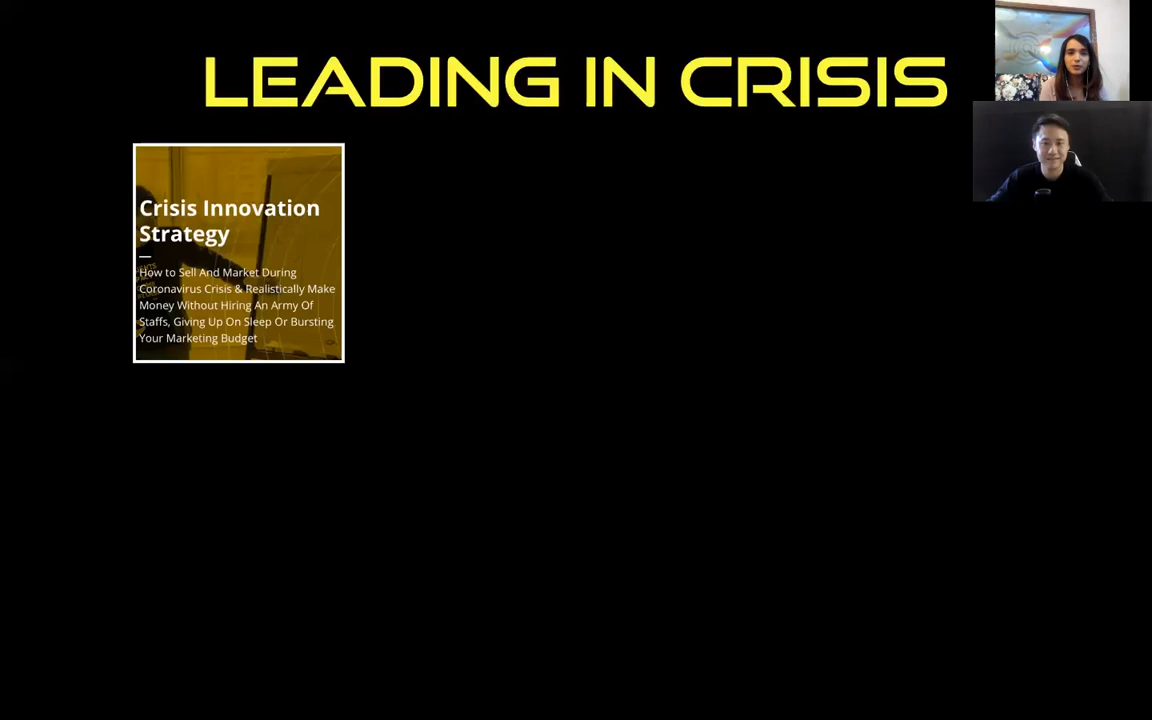 LEADING IN CRISIS
Crisis Innovation
Strategy
How to Sell And Market During
Coronavirus Crisis & Realistically Make
Money Without Hiring An Army Of
Staffs, Giving Up On Sleep Or Bursting
Your Marketing Budget